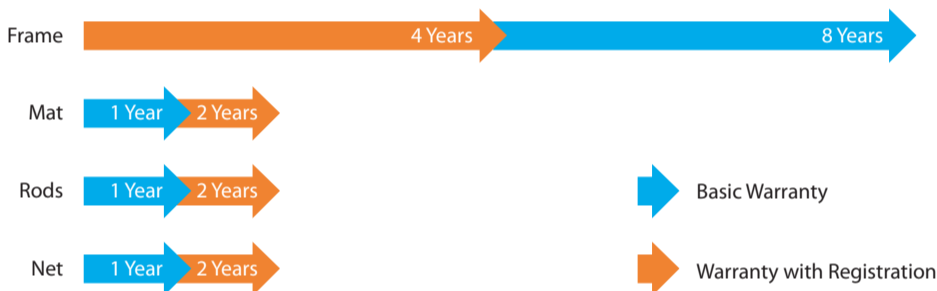 Frame 4 Years 8 Years
Mat 1 Year 2 Years
Rods 1 Year 2 Years
Basic Warranty
Net 1 Year 2 Years
Warranty with Registration